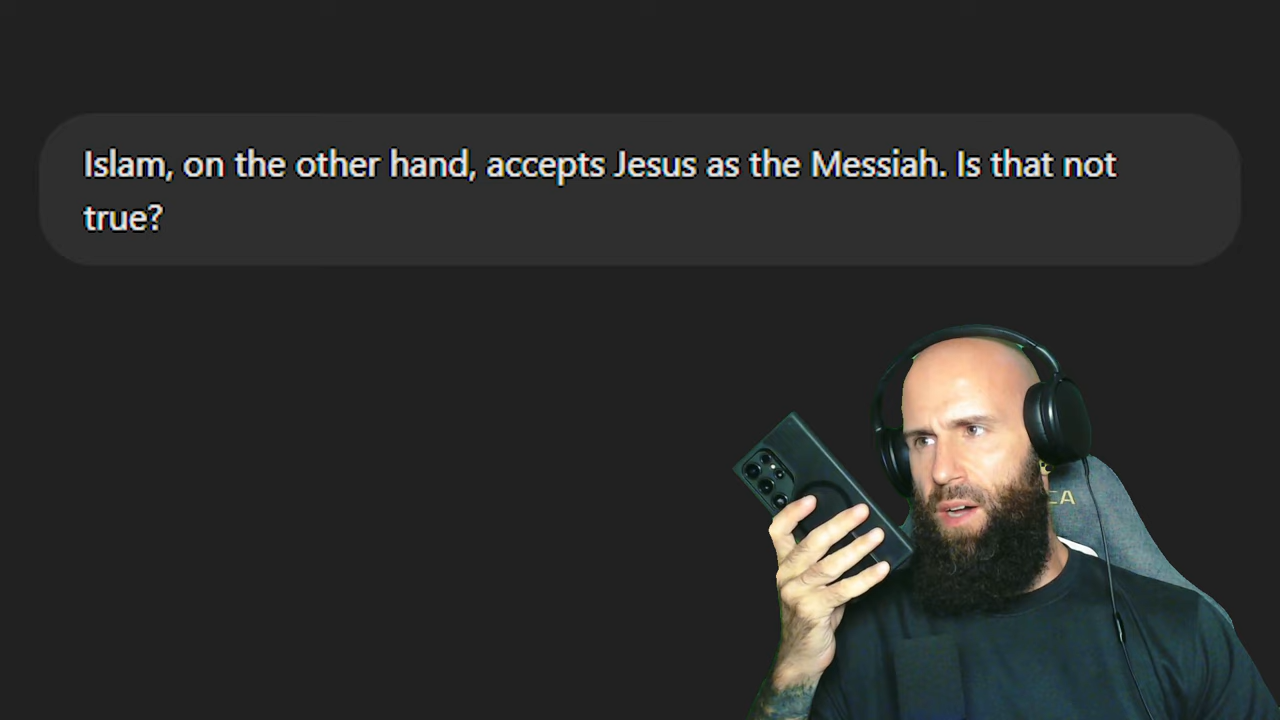 Islam, on the other hand, accepts Jesus as the Messiah. Is that not
true?